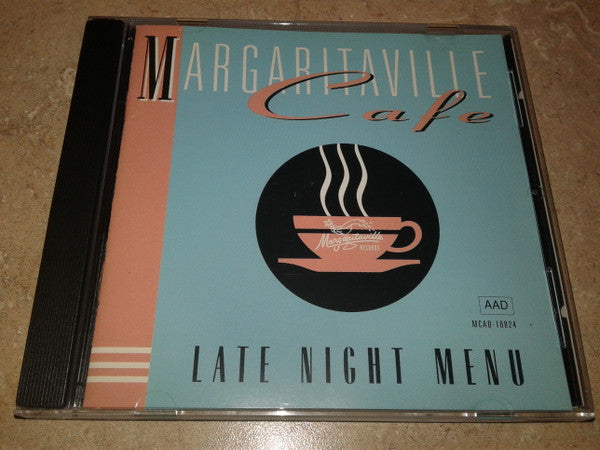 MARGARITAVILLE
Cafe
Margaritaville
RECORDS
AAD
MCAD-10824
LATE NIGHT MENU